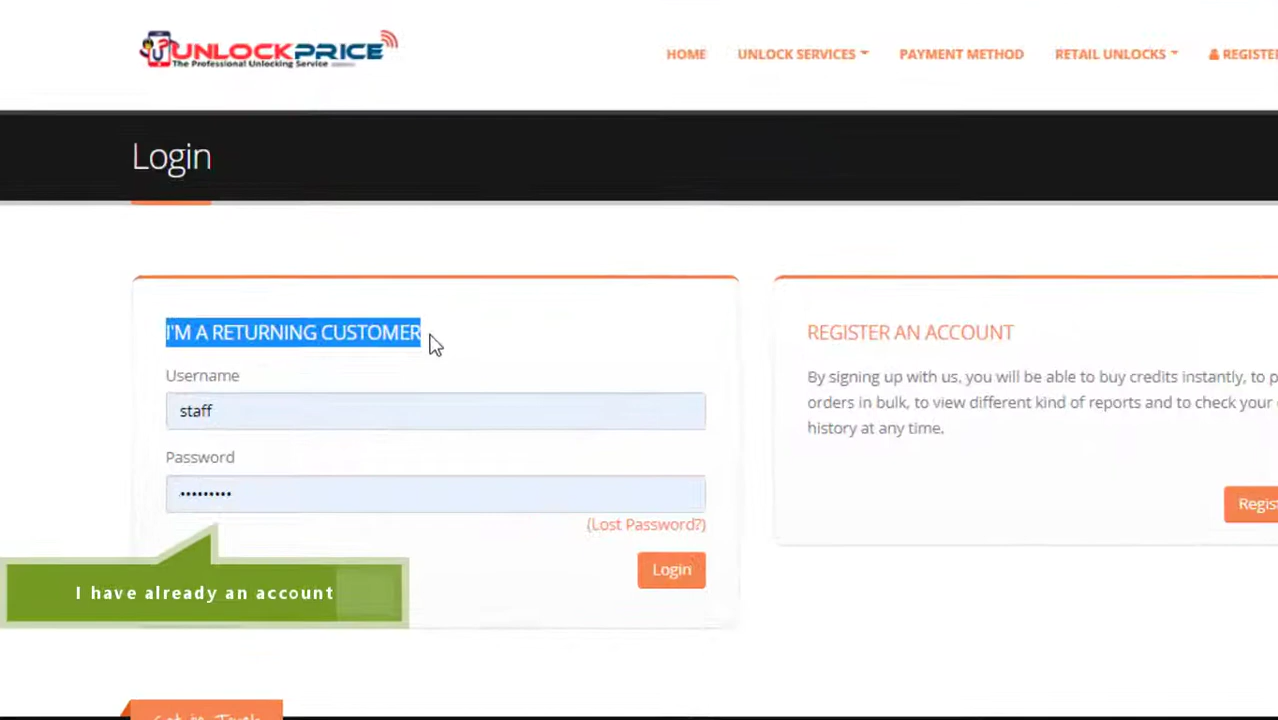 UNLOCKPRICE
The Professional Unlocking Service
HOME
UNLOCK SERVICES
PAYMENT METHOD
RETAIL UNLOCKS
REGISTER
Login
I'M A RETURNING CUSTOMER
Username
staff
Password
(Lost Password?)
Login
I have already an account
REGISTER AN ACCOUNT
By signing up with us, you will be able to buy credits instantly, to p
orders in bulk, to view different kind of reports and to check your
history at any time.
Regis